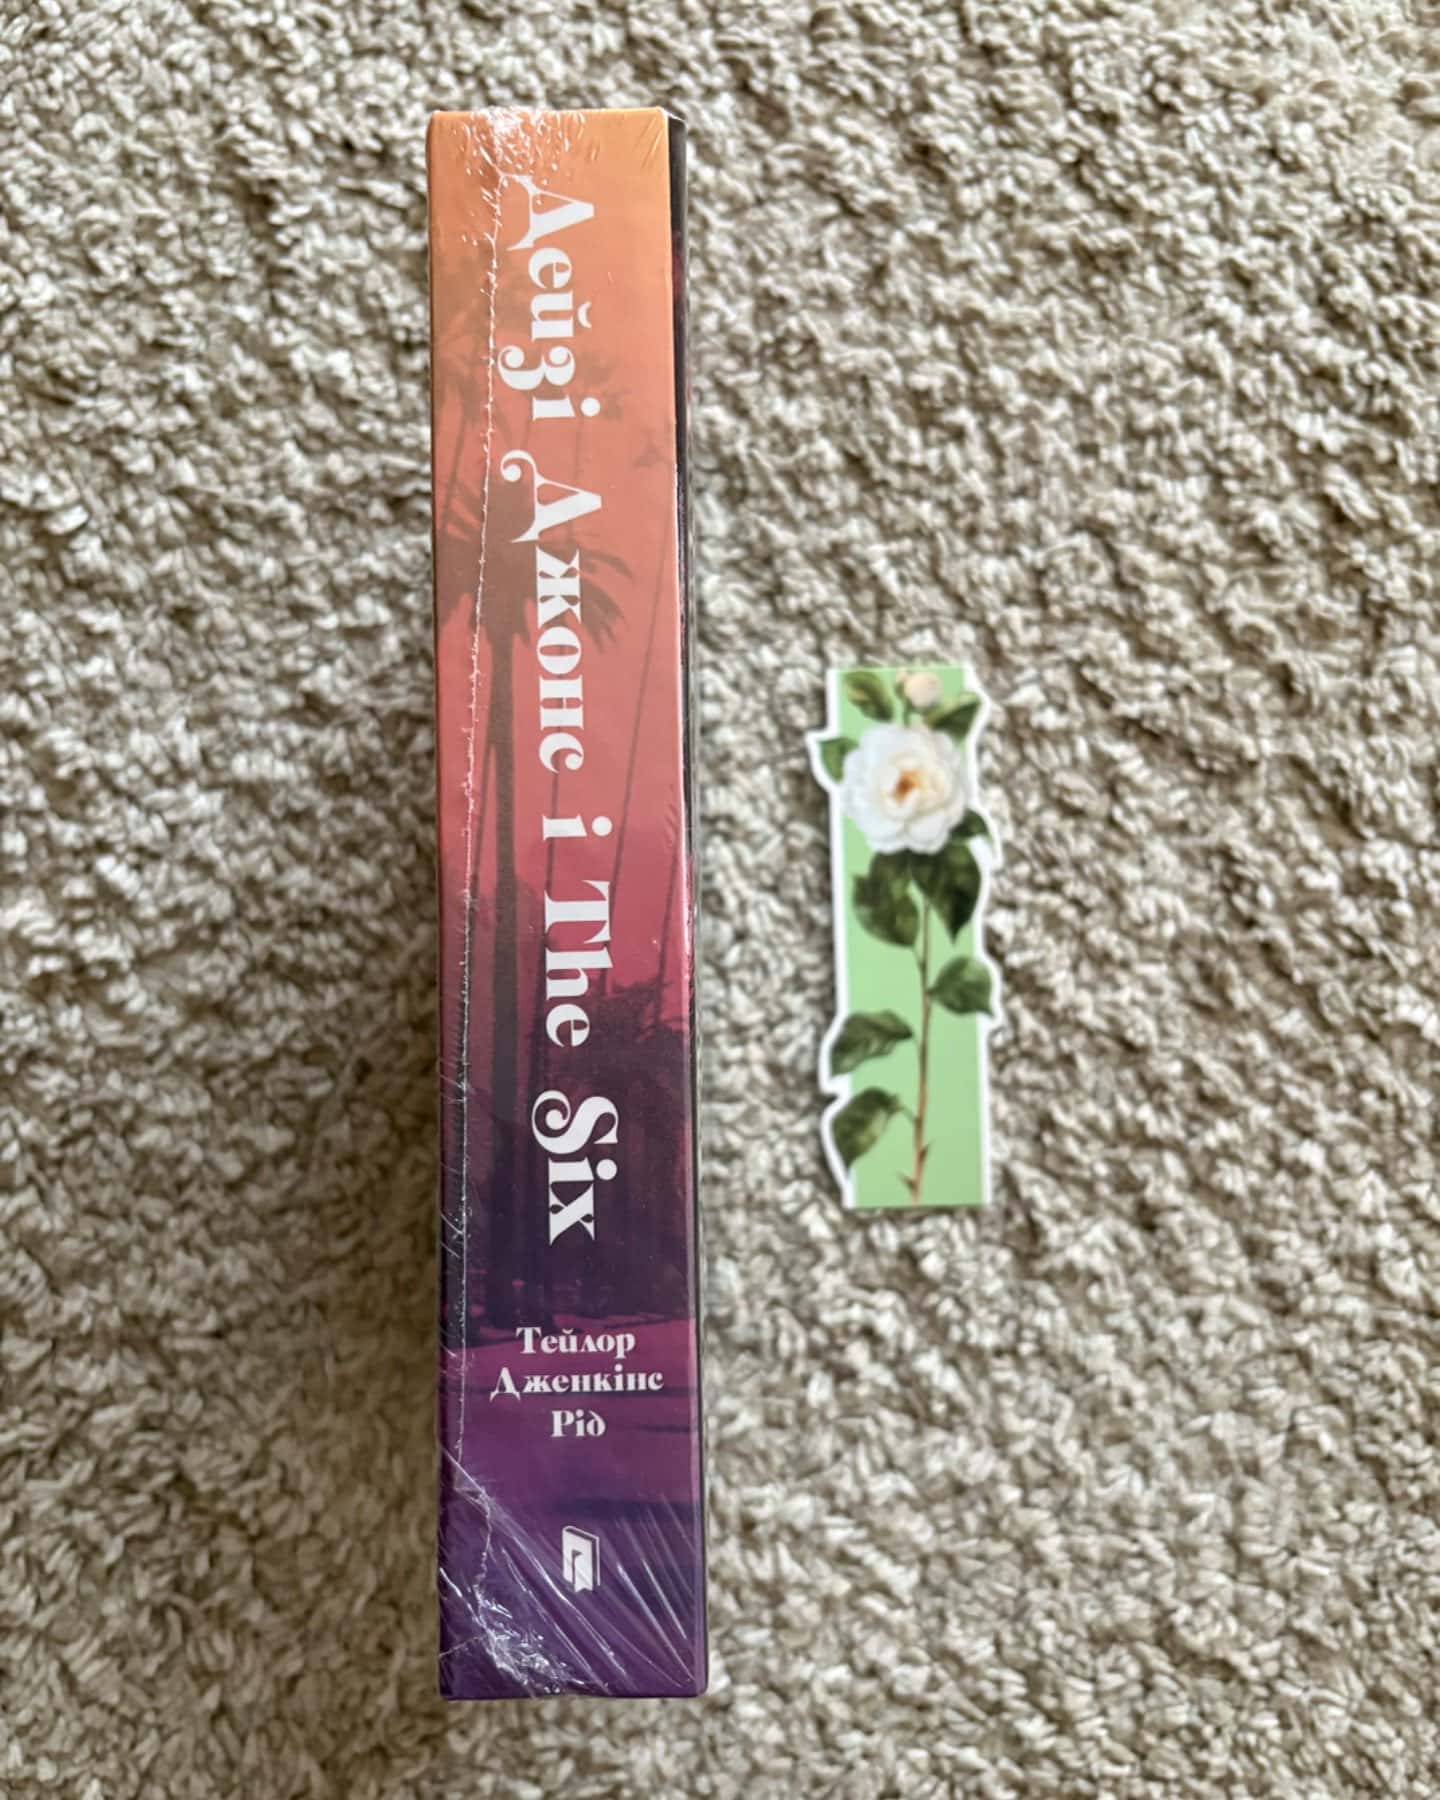 Дейзі Джонс і The Six
Тейлор
Дженкінс
Рід